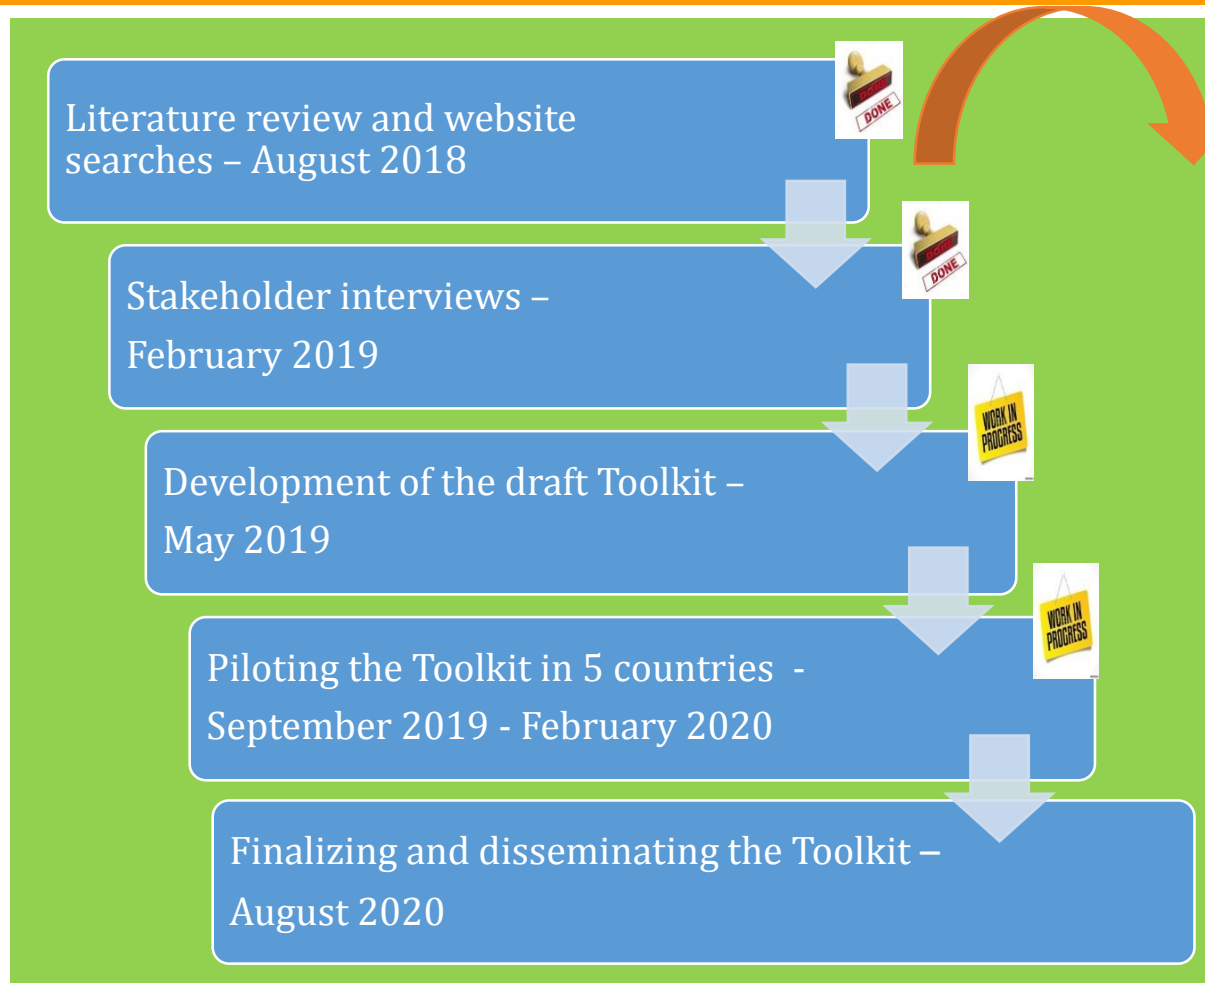 Literature review and website
searches – August 2018
DONE
Stakeholder interviews –
February 2019
DONE
Development of the draft Toolkit –
May 2019
WORK IN
PROGRESS
Piloting the Toolkit in 5 countries  -
September 2019 - February 2020
WORK IN
PROGRESS
Finalizing and disseminating the Toolkit –
August 2020